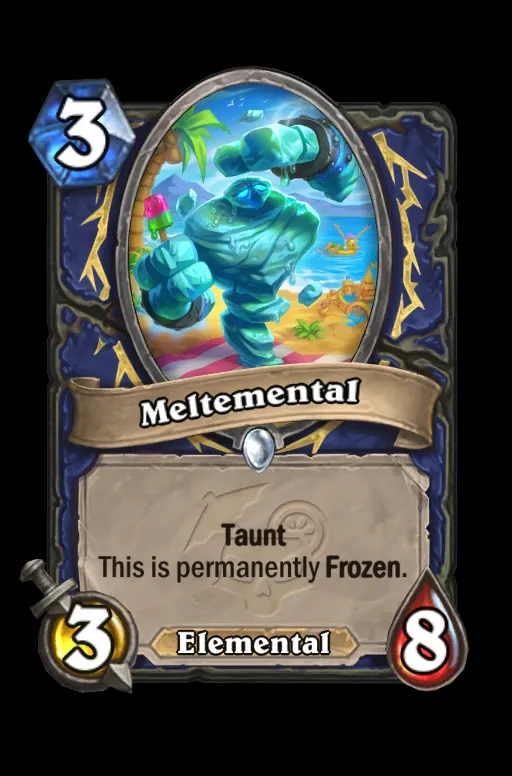 3
Meltemental
Taunt
This is permanently Frozen.
3
Elemental
8